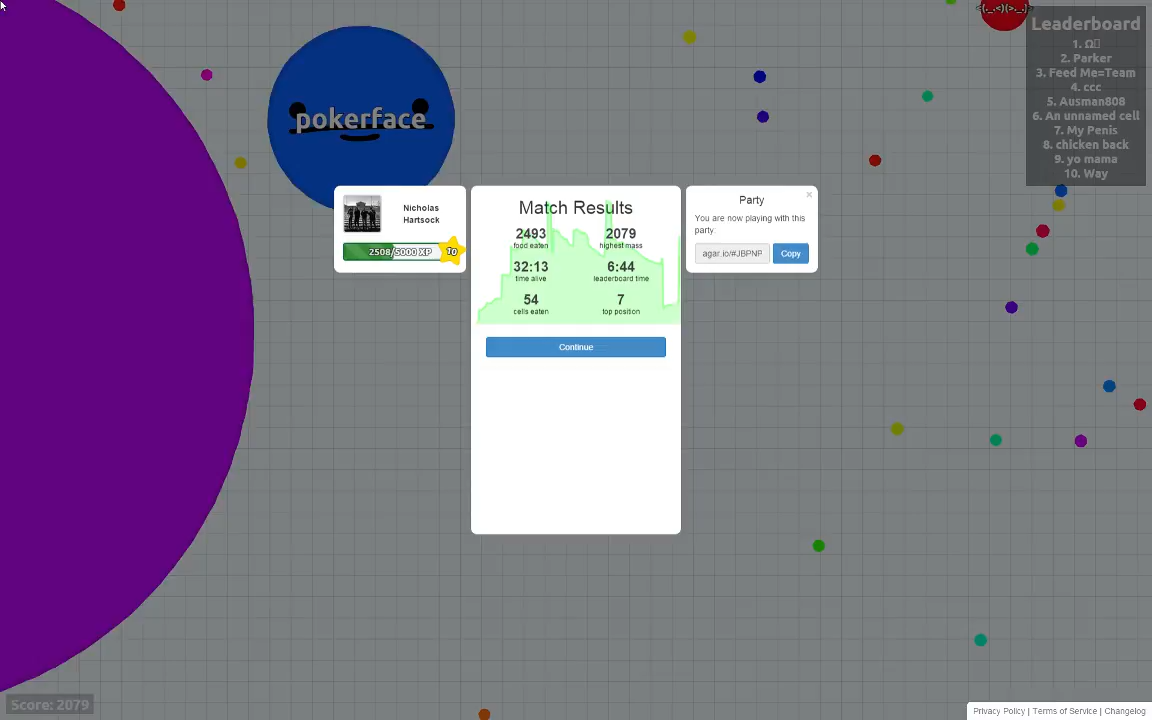 (_,.<)>_)
Leaderboard
1. Ω
2. Parker
3. Feed Me=Team
4. ccc
5. Ausman808
6. An unnamed cell
7. My Penis
8. chicken back
9. yo mama
10. Way
pokerface
Nicholas
Hartsock
2508/5000 XP
10
Match Results
2493
food eaten
2079
highest mass
32:13
time alive
6:44
leaderboard time
54
cells eaten
7
top position
Continue
Party
×
You are now playing with this
party:
agar.io/#JBPNP
Copy
Score: 2079
Privacy Policy | Terms of Service | Changelog